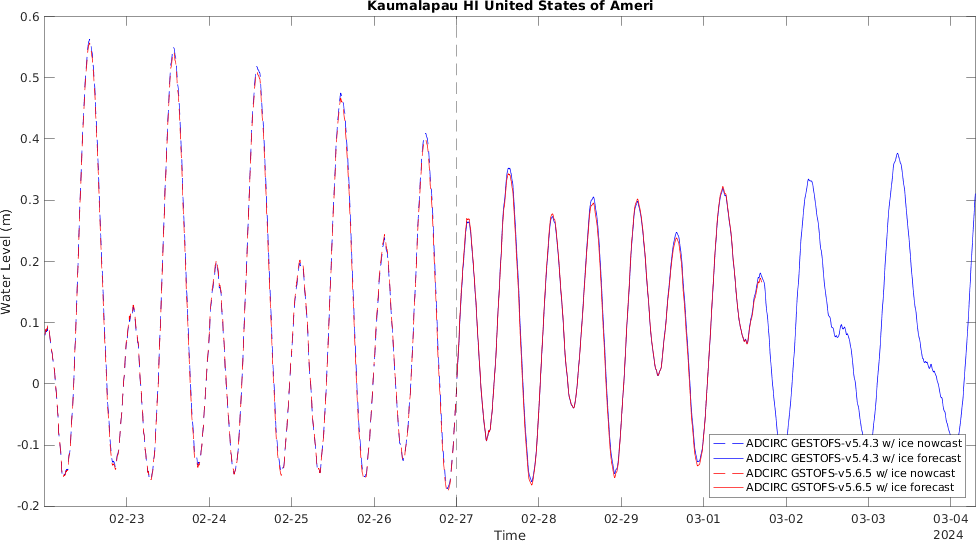 Kaumalapau HI United States of Ameri
0.6
0.5
0.4
0.3
0.2
0.1
0
-0.1
-0.2
Water Level (m)
ADCIRC GESTOFS-v5.4.3 w/ ice nowcast
ADCIRC GESTOFS-v5.4.3 w/ ice forecast
ADCIRC GSTOFS-v5.6.5 w/ ice nowcast
ADCIRC GSTOFS-v5.6.5 w/ ice forecast
02-23 02-24 02-25 02-26 02-27 02-28 02-29 03-01 03-02 03-03 03-04
Time 2024